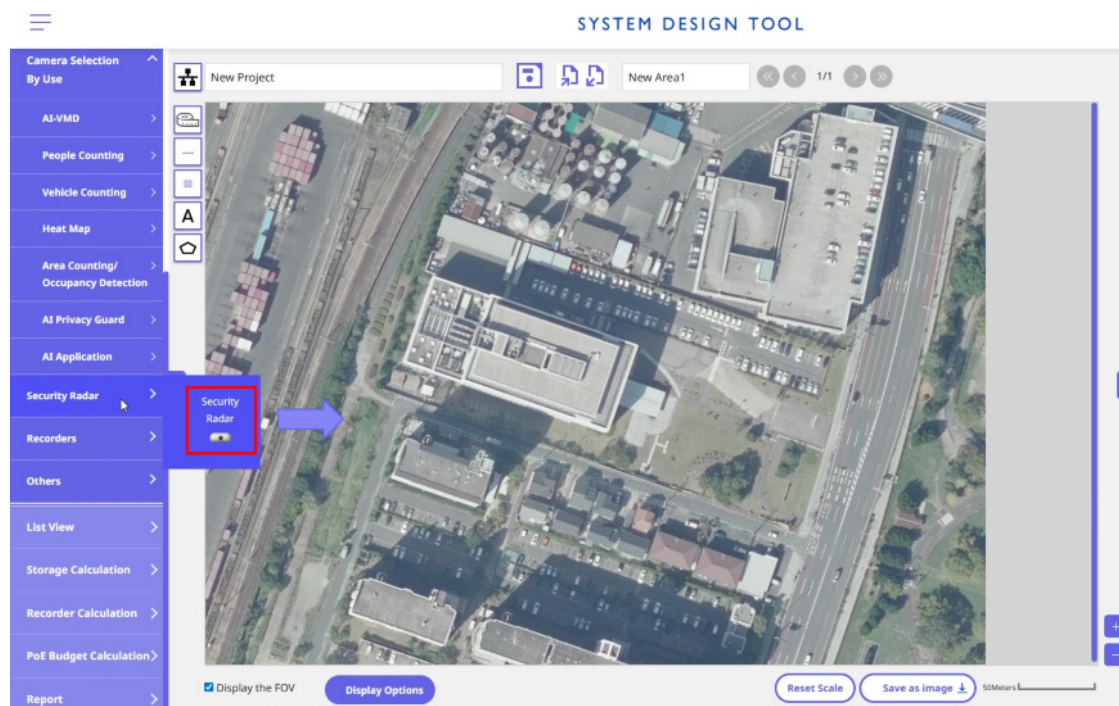 SYSTEM DESIGN TOOL
Camera Selection
By Use
New Project
New Area1
1/1
AI-VMD
People Counting
Vehicle Counting
A
Heat Map
Area Counting/
Occupancy Detection
AI Privacy Guard
AI Application
Security Radar
Security
Radar
Recorders
Others
List View
Storage Calculation
Recorder Calculation
PoE Budget Calculation
Report
Display the FOV
Display Options
Reset Scale
Save as image
50Meters